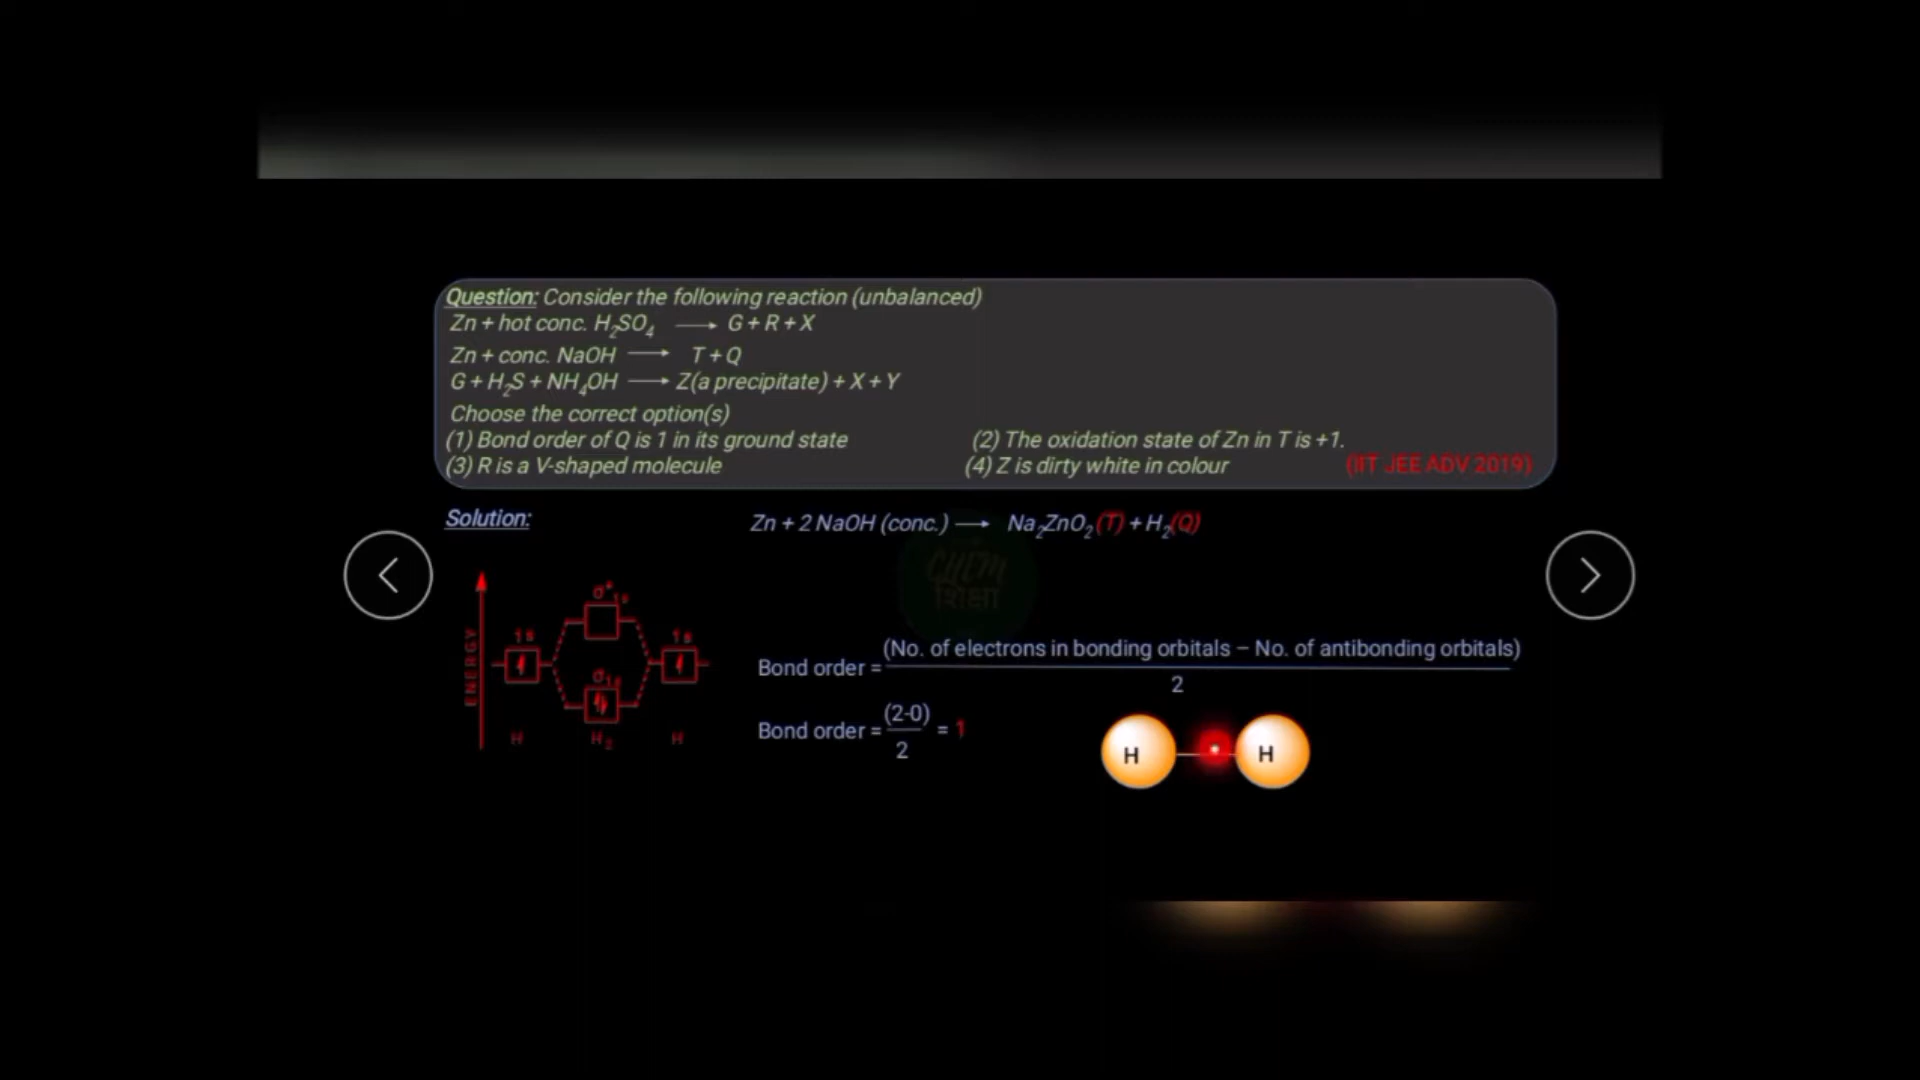 Question: Consider the following reaction (unbalanced)
Zn + hot conc. H₂SO₄ ⟶ G + R + X
Zn + conc. NaOH ⟶ T + Q
G + H₂S + NH₄OH ⟶ Z(a precipitate) + X + Y
Choose the correct option(s)
(1) Bond order of Q is 1 in its ground state (2) The oxidation state of Zn in T is +1.
(3) R is a V-shaped molecule (4) Z is dirty white in colour (IIT JEE ADV 2019)
Solution: Zn + 2 NaOH (conc.) ⟶ Na₂ZnO₂ (T) + H₂(Q)
CHEM
शिक्षा
ENERGY
σ*1s
1s 1s
σ1s
H H₂ H
Bond order = (No. of electrons in bonding orbitals – No. of antibonding orbitals)
2
Bond order = (2-0) = 1
2
H H